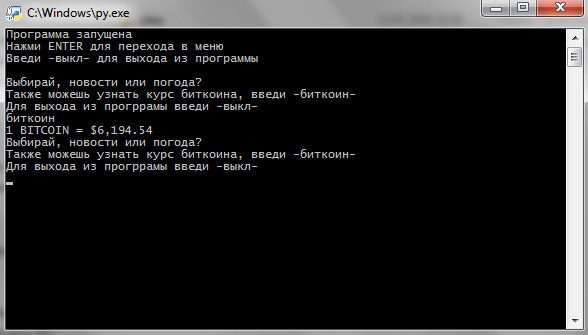 C:\Windows\py.exe
Программа запущена
Нажми ENTER для перехода в меню
Введи -выкл- для выхода из программы
Выбирай, новости или погода?
Также можешь узнать курс биткоина, введи -биткоин-
Для выхода из прогррамы введи -выкл-
биткоин
1 BITCOIN = $6,194.54
Выбирай, новости или погода?
Также можешь узнать курс биткоина, введи -биткоин-
Для выхода из прогррамы введи -выкл-